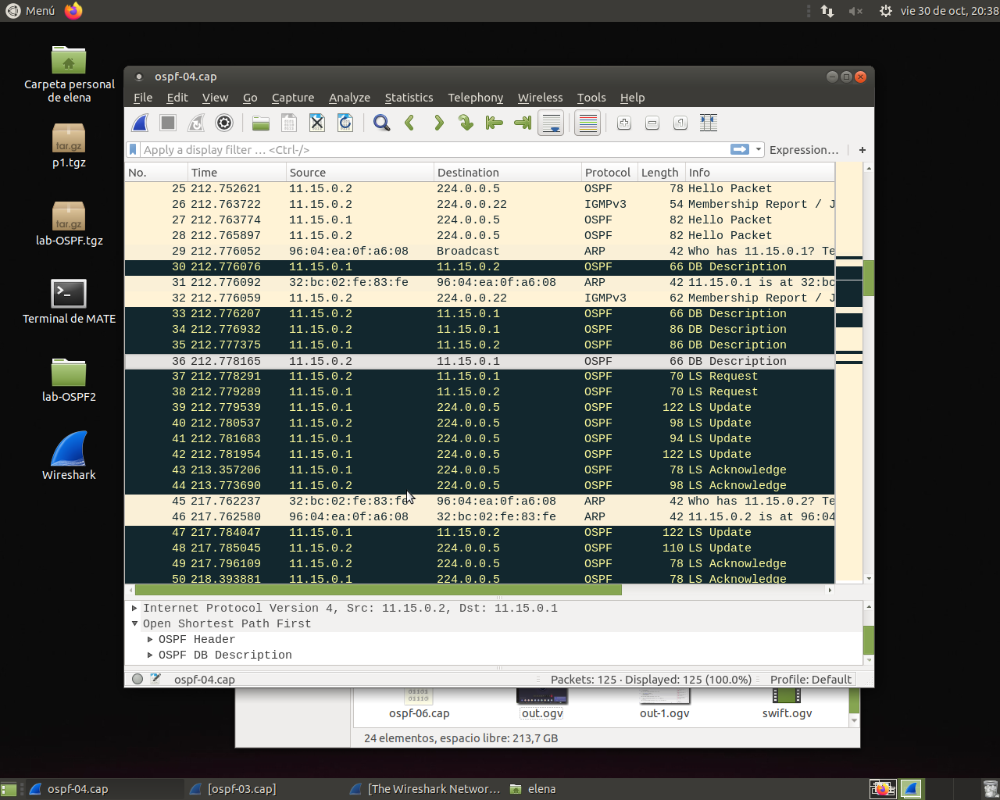 Menú
vie 30 de oct, 20:38
Carpeta personal
de elena
tar.gz
p1.tgz
tar.gz
lab-OSPF.tgz
Terminal de MATE
lab-OSPF2
Wireshark
ospf-04.cap
File Edit View Go Capture Analyze Statistics Telephony Wireless Tools Help
Apply a display filter … <Ctrl-/> Expression… +
No. Time Source Destination Protocol Length Info
25 212.752621 11.15.0.2 224.0.0.5 OSPF 78 Hello Packet
26 212.763722 11.15.0.2 224.0.0.22 IGMPv3 54 Membership Report / J
27 212.763774 11.15.0.1 224.0.0.5 OSPF 82 Hello Packet
28 212.765897 11.15.0.2 224.0.0.5 OSPF 82 Hello Packet
29 212.776052 96:04:ea:0f:a6:08 Broadcast ARP 42 Who has 11.15.0.1? Te
30 212.776076 11.15.0.1 11.15.0.2 OSPF 66 DB Description
31 212.776092 32:bc:02:fe:83:fe 96:04:ea:0f:a6:08 ARP 42 11.15.0.1 is at 32:bc
32 212.776059 11.15.0.2 224.0.0.22 IGMPv3 62 Membership Report / J
33 212.776207 11.15.0.2 11.15.0.1 OSPF 66 DB Description
34 212.776932 11.15.0.2 11.15.0.1 OSPF 86 DB Description
35 212.777375 11.15.0.1 11.15.0.2 OSPF 86 DB Description
36 212.778165 11.15.0.2 11.15.0.1 OSPF 66 DB Description
37 212.778291 11.15.0.2 11.15.0.1 OSPF 70 LS Request
38 212.779289 11.15.0.1 11.15.0.2 OSPF 70 LS Request
39 212.779539 11.15.0.1 224.0.0.5 OSPF 122 LS Update
40 212.780537 11.15.0.2 224.0.0.5 OSPF 98 LS Update
41 212.781683 11.15.0.1 224.0.0.5 OSPF 94 LS Update
42 212.781954 11.15.0.1 224.0.0.5 OSPF 122 LS Update
43 213.357206 11.15.0.1 224.0.0.5 OSPF 78 LS Acknowledge
44 213.773690 11.15.0.2 224.0.0.5 OSPF 98 LS Acknowledge
45 217.762237 32:bc:02:fe:83:fe 96:04:ea:0f:a6:08 ARP 42 Who has 11.15.0.2? Te
46 217.762580 96:04:ea:0f:a6:08 32:bc:02:fe:83:fe ARP 42 11.15.0.2 is at 96:04
47 217.784047 11.15.0.1 11.15.0.2 OSPF 122 LS Update
48 217.785045 11.15.0.2 224.0.0.5 OSPF 110 LS Update
49 217.796109 11.15.0.2 224.0.0.5 OSPF 78 LS Acknowledge
50 218.393881 11.15.0.1 224.0.0.5 OSPF 78 LS Acknowledge
Internet Protocol Version 4, Src: 11.15.0.2, Dst: 11.15.0.1
Open Shortest Path First
OSPF Header
OSPF DB Description
ospf-04.cap Packets: 125 · Displayed: 125 (100.0%) Profile: Default
01101
01110
ospf-06.cap out.ogv out-1.ogv swift.ogv
24 elementos, espacio libre: 213,7 GB
ospf-04.cap [ospf-03.cap] [The Wireshark Networ… elena